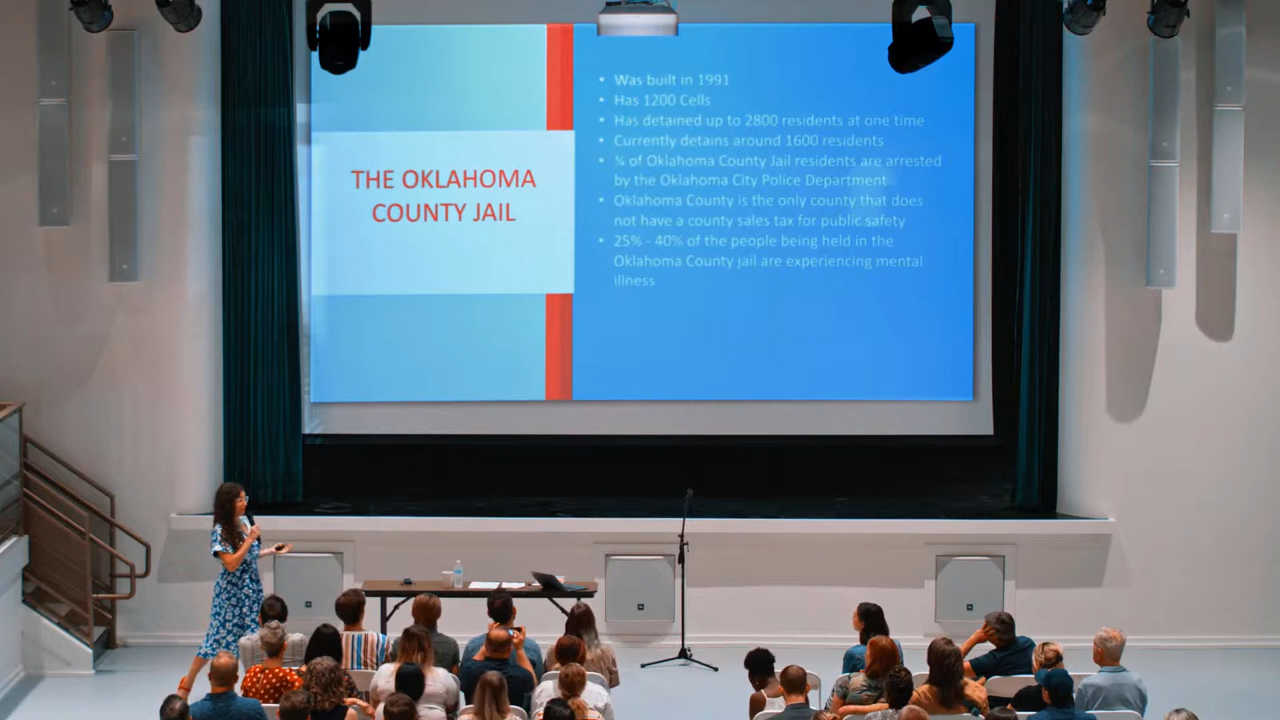 THE OKLAHOMA
COUNTY JAIL
• Was built in 1991
• Has 1200 Cells
• Has detained up to 2800 residents at one time
• Currently detains around 1600 residents
• ¾ of Oklahoma County Jail residents are arrested
by the Oklahoma City Police Department
• Oklahoma County is the only county that does
not have a county sales tax for public safety
• 25% - 40% of the people being held in the
Oklahoma County jail are experiencing mental
illness